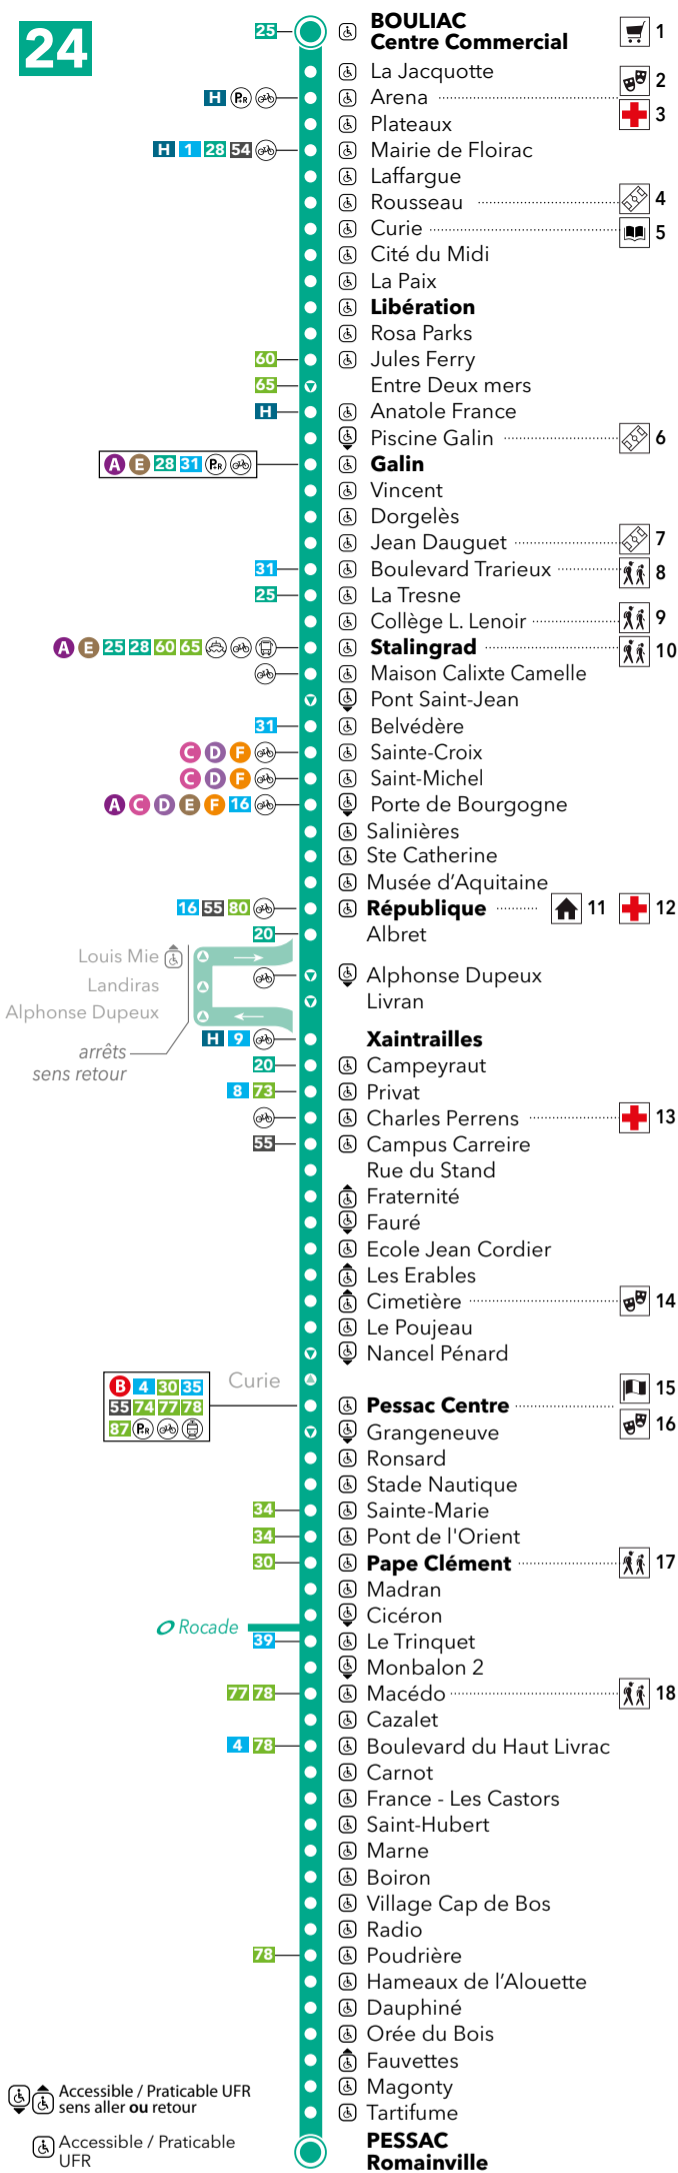 24
25 BOULIAC 1
Centre Commercial
La Jacquotte 2
H P+R Arena
Plateaux 3
H 1 28 54 Mairie de Floirac
Laffargue
Rousseau 4
Curie 5
Cité du Midi
La Paix
Libération
Rosa Parks
60 Jules Ferry
65 Entre Deux mers
H Anatole France
Piscine Galin 6
A E 28 31 P+R Galin
Vincent
Dorgelès
Jean Dauguet 7
31 Boulevard Trarieux 8
25 La Tresne
Collège L. Lenoir 9
A E 25 28 60 65 Stalingrad 10
Maison Calixte Camelle
Pont Saint-Jean
31 Belvédère
C D F Sainte-Croix
C D F Saint-Michel
A C D E F 16 Porte de Bourgogne
Salinières
Ste Catherine
Musée d’Aquitaine
16 55 80 République 11 12
20 Albret
Louis Mie
Alphonse Dupeux
Landiras
Livran
Alphonse Dupeux
H 9 Xaintrailles
arrêts
sens retour
20 Campeyraut
8 73 Privat
Charles Perrens 13
55 Campus Carreire
Rue du Stand
Fraternité
Fauré
Ecole Jean Cordier
Les Erables
Cimetière 14
Le Poujeau
Nancel Pénard
Curie
B 4 30 35
55 74 77 78
87 P+R
Pessac Centre 15
16
Grangeneuve
Ronsard
Stade Nautique
34 Sainte-Marie
34 Pont de l'Orient
30 Pape Clément 17
Madran
Cicéron
Rocade
39 Le Trinquet
Monbalon 2
77 78 Macédo 18
Cazalet
4 78 Boulevard du Haut Livrac
Carnot
France - Les Castors
Saint-Hubert
Marne
Boiron
Village Cap de Bos
Radio
78 Poudrière
Hameaux de l’Alouette
Dauphiné
Orée du Bois
Fauvettes
Magonty
Tartifume
PESSAC
Romainville
Accessible / Praticable UFR
sens aller ou retour
Accessible / Praticable
UFR